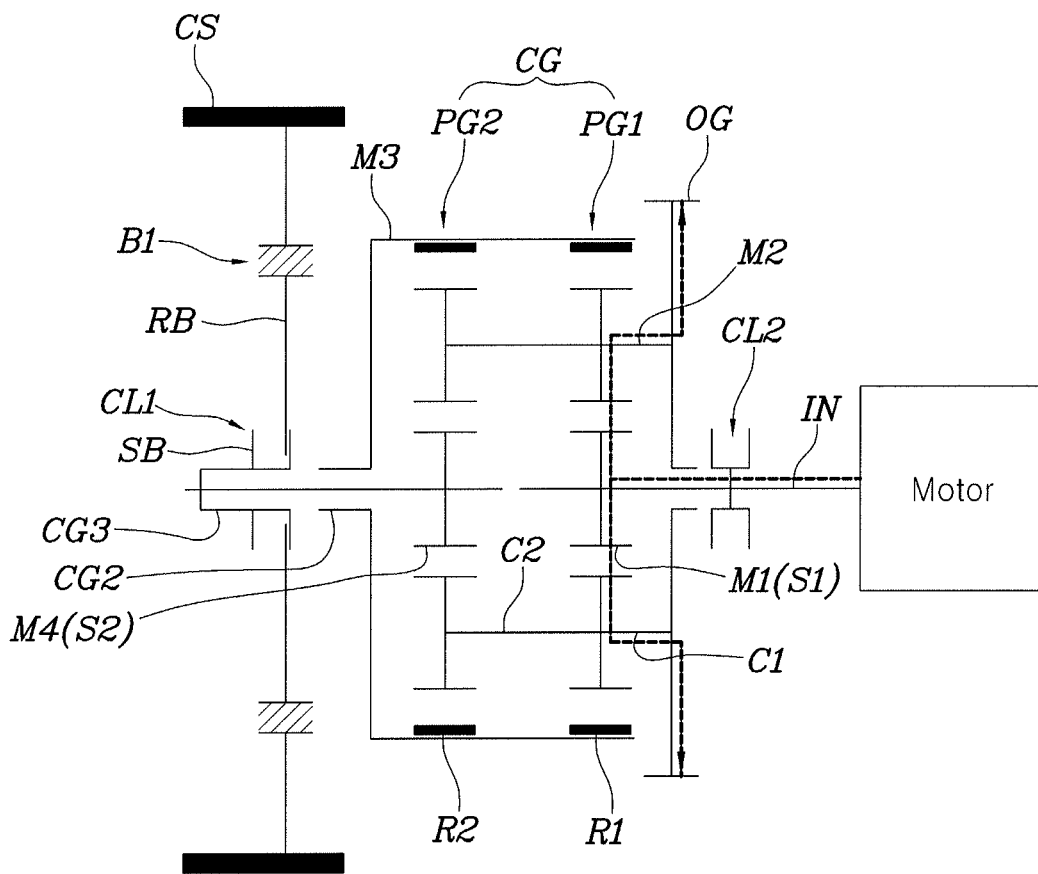 CS
CG
PG2
PG1
OG
M3
B1
M2
RB
CL2
CL1
IN
SB
Motor
CG3
C2
CG2
M1(S1)
M4(S2)
C1
R2
R1